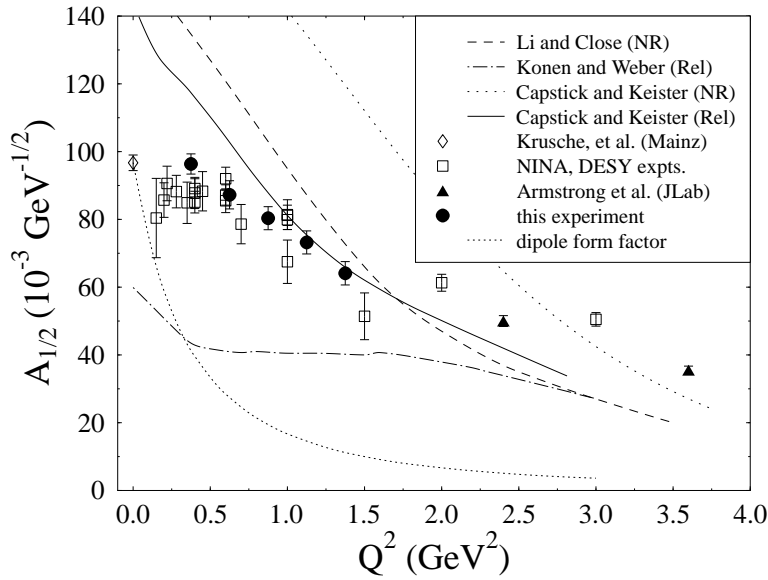 140
120
100
80
60
40
20
0
A1/2 (10-3 GeV-1/2)
Li and Close (NR)
Konen and Weber (Rel)
Capstick and Keister (NR)
Capstick and Keister (Rel)
Krusche, et al. (Mainz)
NINA, DESY expts.
Armstrong et al. (JLab)
this experiment
dipole form factor
0.0 0.5 1.0 1.5 2.0 2.5 3.0 3.5 4.0
Q2 (GeV2)